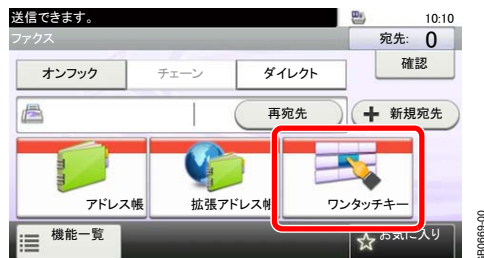 送信できます。
10:10
ファクス
宛先: 0
オンフック
チェーン
ダイレクト
確認
再宛先
+ 新規宛先
アドレス帳
拡張アドレス帳
ワンタッチキー
機能一覧
お気に入り